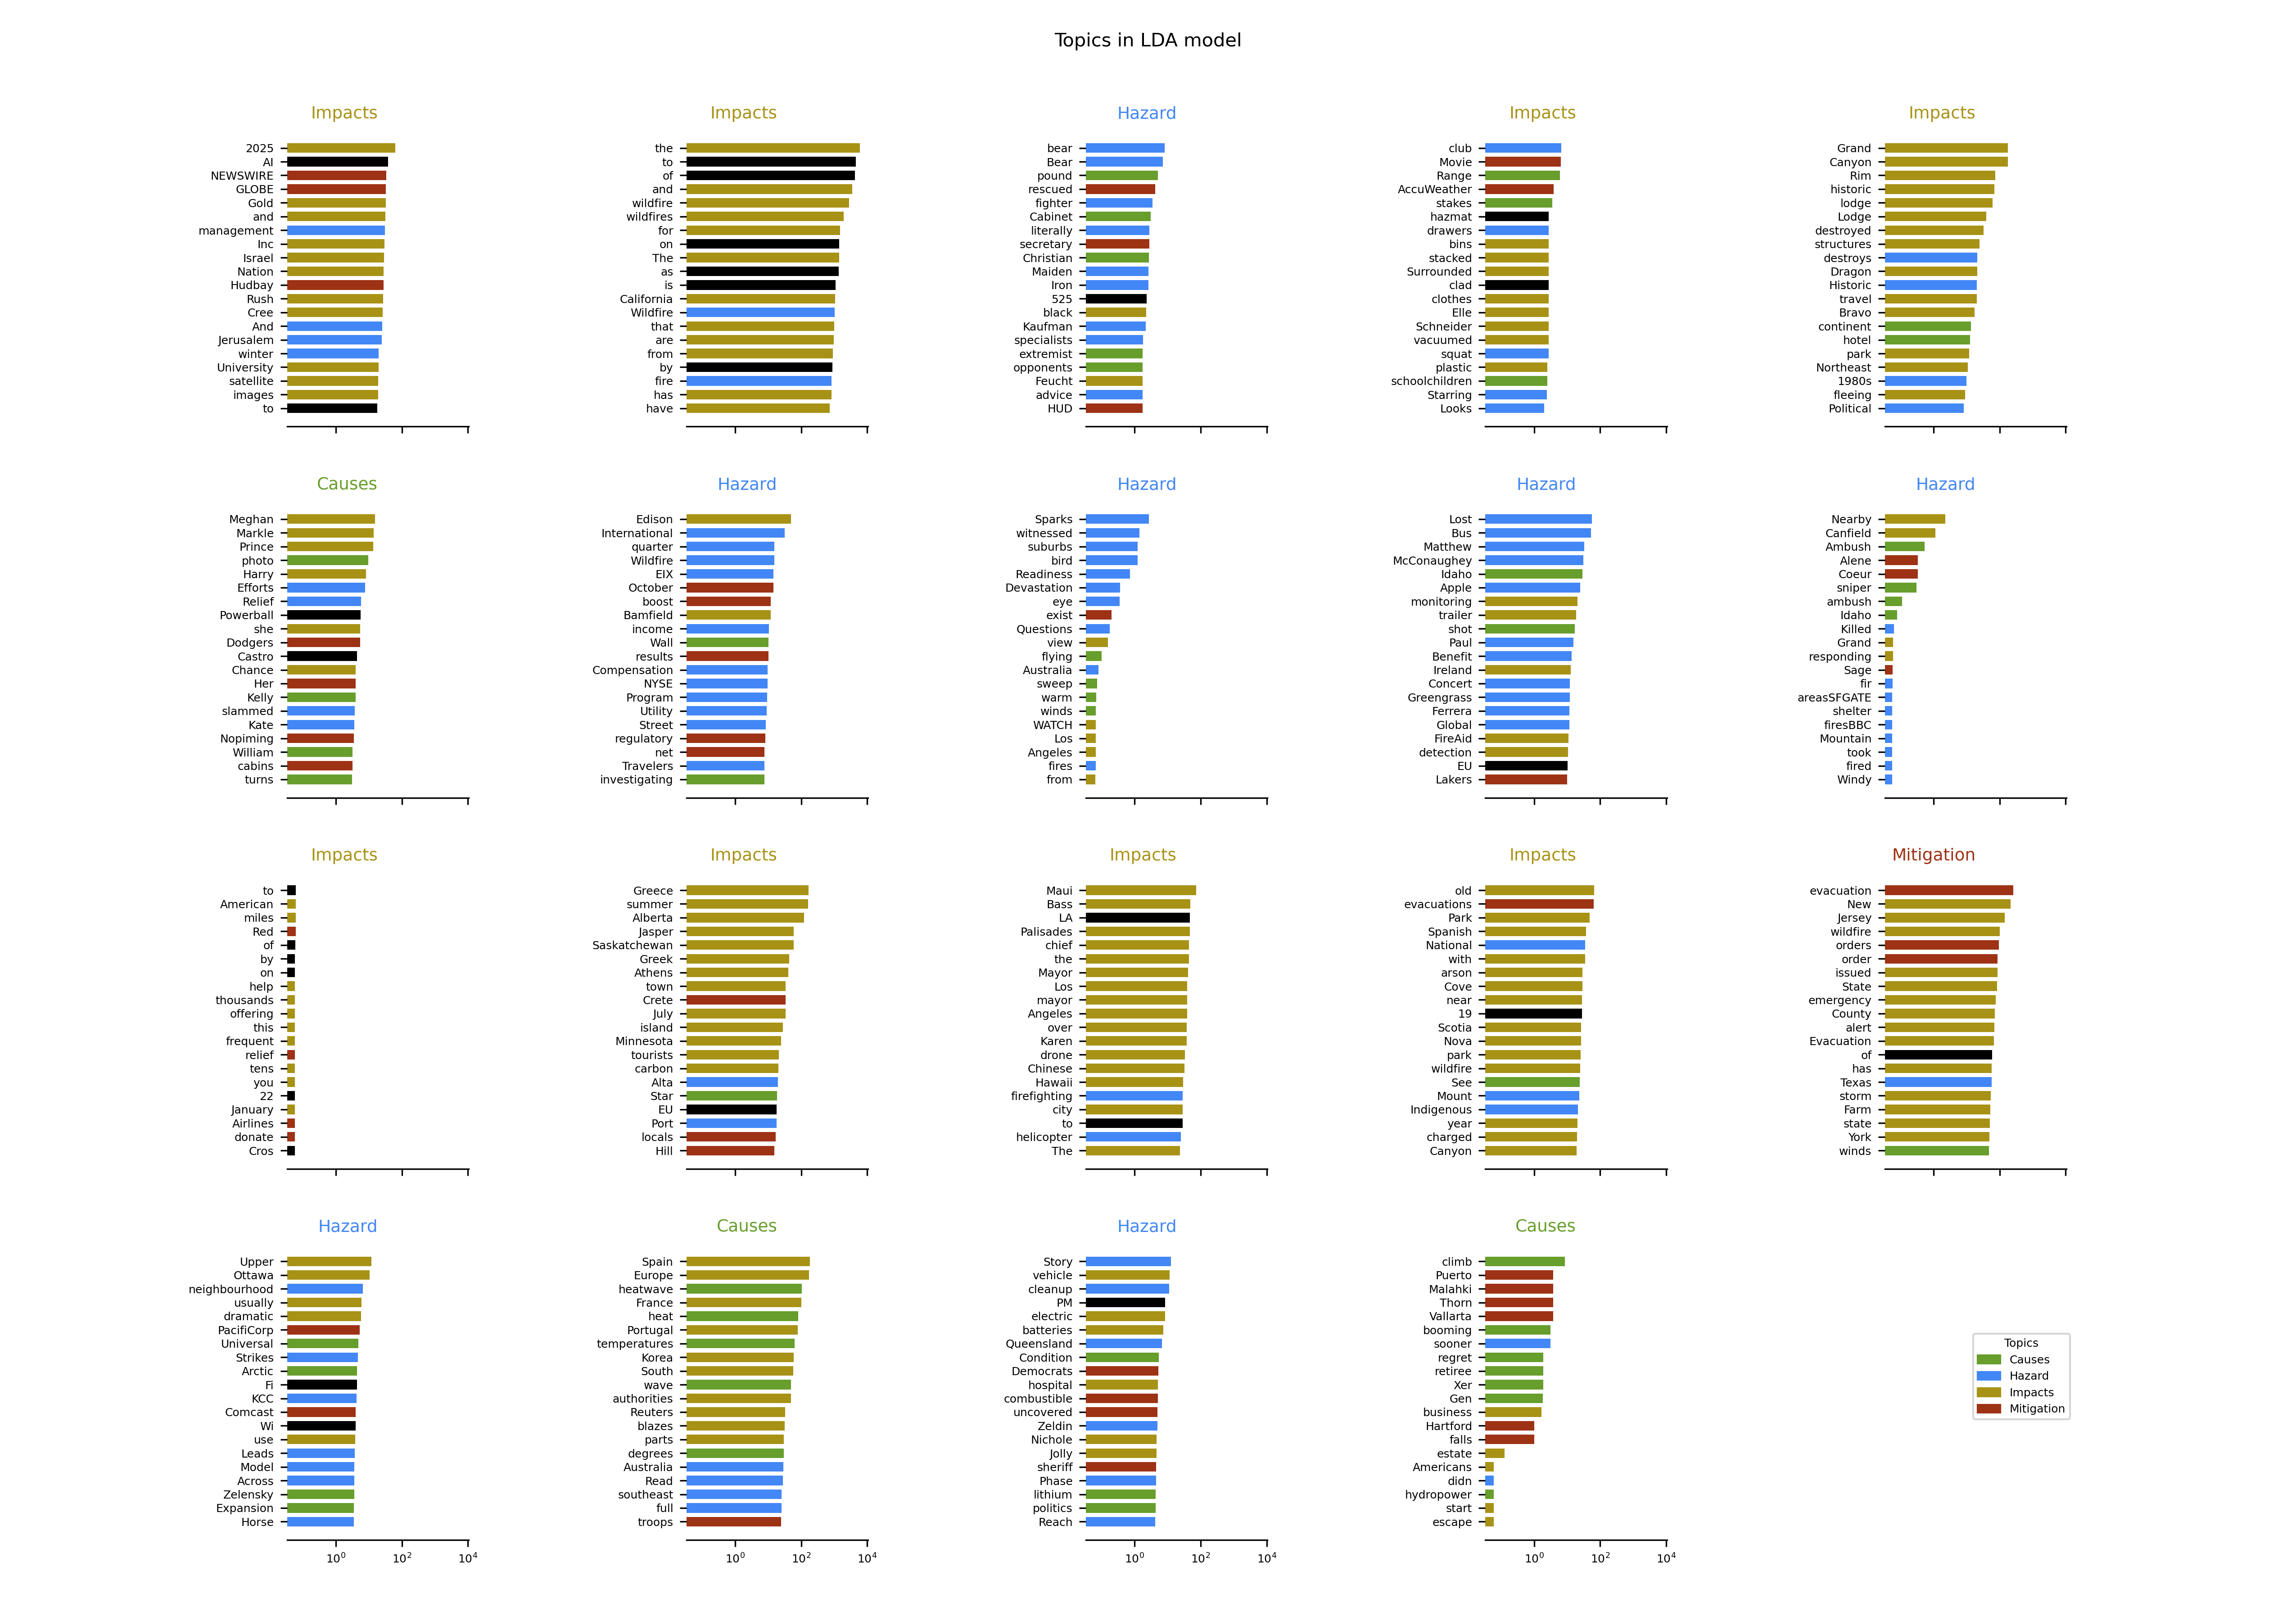 Topics in LDA model
Impacts
2025
AI
NEWSWIRE
GLOBE
Gold
and
management
Inc
Israel
Nation
Hudbay
Rush
Cree
And
Jerusalem
winter
University
satellite
images
to
Impacts
the
to
of
and
wildfire
wildfires
for
on
The
as
is
California
Wildfire
that
are
from
by
fire
has
have
Hazard
bear
Bear
pound
rescued
fighter
Cabinet
literally
secretary
Christian
Maiden
Iron
525
black
Kaufman
specialists
extremist
opponents
Feucht
advice
HUD
Impacts
club
Movie
Range
AccuWeather
stakes
hazmat
drawers
bins
stacked
Surrounded
clad
clothes
Elle
Schneider
vacuumed
squat
plastic
schoolchildren
Starring
Looks
Impacts
Grand
Canyon
Rim
historic
lodge
Lodge
destroyed
structures
destroys
Dragon
Historic
travel
Bravo
continent
hotel
park
Northeast
1980s
fleeing
Political
Causes
Meghan
Markle
Prince
photo
Harry
Efforts
Relief
Powerball
she
Dodgers
Castro
Chance
Her
Kelly
slammed
Kate
Nopiming
William
cabins
turns
Hazard
Edison
International
quarter
Wildfire
EIX
October
boost
Bamfield
income
Wall
results
Compensation
NYSE
Program
Utility
Street
regulatory
net
Travelers
investigating
Hazard
Sparks
witnessed
suburbs
bird
Readiness
Devastation
eye
exist
Questions
view
flying
Australia
sweep
warm
winds
WATCH
Los
Angeles
fires
from
Hazard
Lost
Bus
Matthew
McConaughey
Idaho
Apple
monitoring
trailer
shot
Paul
Benefit
Ireland
Concert
Greengrass
Ferrera
Global
FireAid
detection
EU
Lakers
Hazard
Nearby
Canfield
Ambush
Alene
Coeur
sniper
ambush
Idaho
Killed
Grand
responding
Sage
fir
areasSFGATE
shelter
firesBBC
Mountain
took
fired
Windy
Impacts
to
American
miles
Red
of
by
on
help
thousands
offering
this
frequent
relief
tens
you
22
January
Airlines
donate
Cros
Impacts
Greece
summer
Alberta
Jasper
Saskatchewan
Greek
Athens
town
Crete
July
island
Minnesota
tourists
carbon
Alta
Star
EU
Port
locals
Hill
Impacts
Maui
Bass
LA
Palisades
chief
the
Mayor
Los
mayor
Angeles
over
Karen
drone
Chinese
Hawaii
firefighting
city
to
helicopter
The
Impacts
old
evacuations
Park
Spanish
National
with
arson
Cove
near
19
Scotia
Nova
park
wildfire
See
Mount
Indigenous
year
charged
Canyon
Mitigation
evacuation
New
Jersey
wildfire
orders
order
issued
State
emergency
County
alert
Evacuation
of
has
Texas
storm
Farm
state
York
winds
Hazard
Upper
Ottawa
neighbourhood
usually
dramatic
PacifiCorp
Universal
Strikes
Arctic
Fi
KCC
Comcast
Wi
use
Leads
Model
Across
Zelensky
Expansion
Horse
10⁰ 10² 10⁴
Causes
Spain
Europe
heatwave
France
heat
Portugal
temperatures
Korea
South
wave
authorities
Reuters
blazes
parts
degrees
Australia
Read
southeast
full
troops
10⁰ 10² 10⁴
Hazard
Story
vehicle
cleanup
PM
electric
batteries
Queensland
Condition
Democrats
hospital
combustible
uncovered
Zeldin
Nichole
Jolly
sheriff
Phase
lithium
politics
Reach
10⁰ 10² 10⁴
Causes
climb
Puerto
Malahki
Thorn
Vallarta
booming
sooner
regret
retiree
Xer
Gen
business
Hartford
falls
estate
Americans
didn
hydropower
start
escape
10⁰ 10² 10⁴
Topics
Causes
Hazard
Impacts
Mitigation